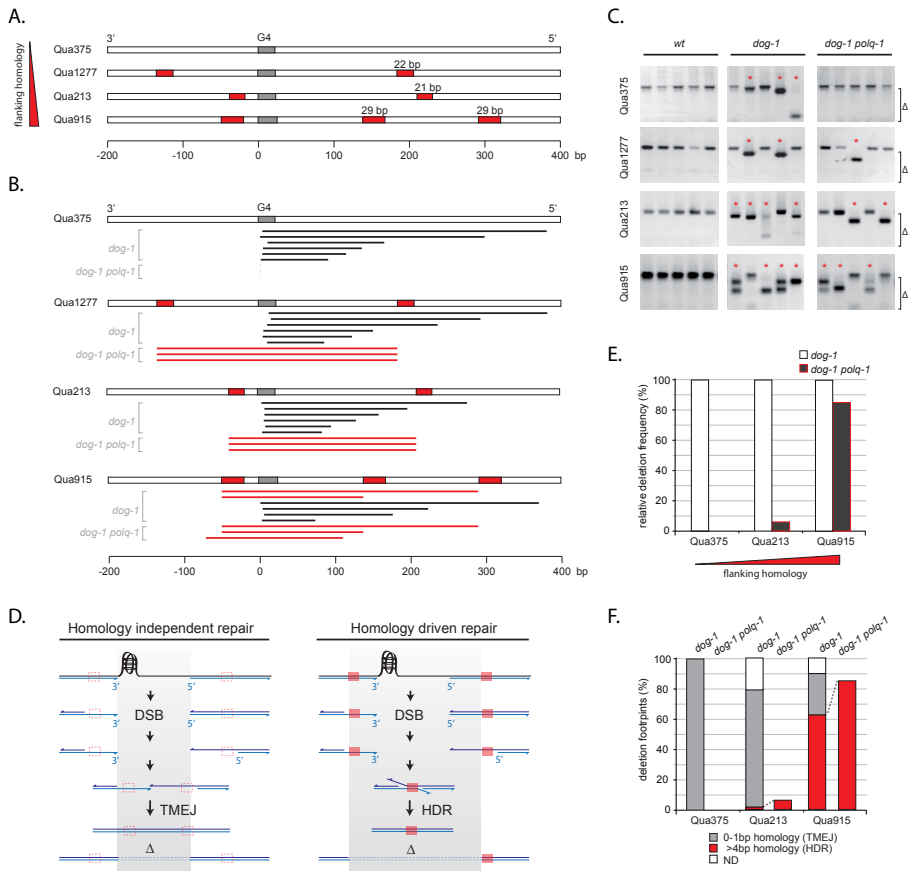 A.
3′ G4 5′
flanking homology
Qua375
Qua1277 22 bp
Qua213 21 bp
Qua915 29 bp 29 bp
-200 -100 0 100 200 300 400 bp
B.
G4
Qua375 3′ 5′
dog-1
dog-1 polq-1
Qua1277
dog-1
dog-1 polq-1
Qua213
dog-1
dog-1 polq-1
Qua915
dog-1
dog-1 polq-1
-200 -100 0 100 200 300 400 bp
C.
wt dog-1 dog-1 polq-1
Qua375 * * * Δ
Qua1277 * * * Δ
Qua213 * * * * * * Δ
Qua915 * * * * * * * Δ
D.
Homology independent repair
3′ 5′
DSB
3′ 5′
3′ 5′
TMEJ
Δ
Homology driven repair
3′ 5′
DSB
3′ 5′
3′ 5′
HDR
Δ
E.
dog-1
dog-1 polq-1
relative deletion frequency (%)
100
80
60
40
20
0
Qua375 Qua213 Qua915
flanking homology
F.
dog-1 dog-1 polq-1 dog-1 dog-1 polq-1 dog-1 dog-1 polq-1
deletion footrpints (%)
100
80
60
40
20
0
Qua375 Qua213 Qua915
0-1bp homology (TMEJ)
>4bp homology (HDR)
ND